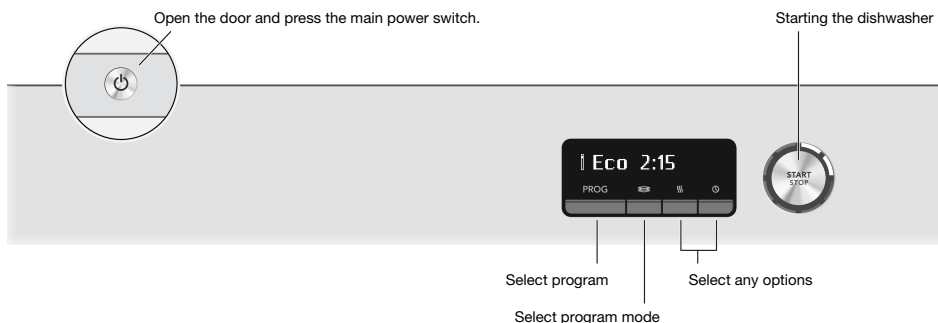 Open the door and press the main power switch.
Starting the dishwasher
Eco 2:15
PROG
START
STOP
Select program
Select any options
Select program mode